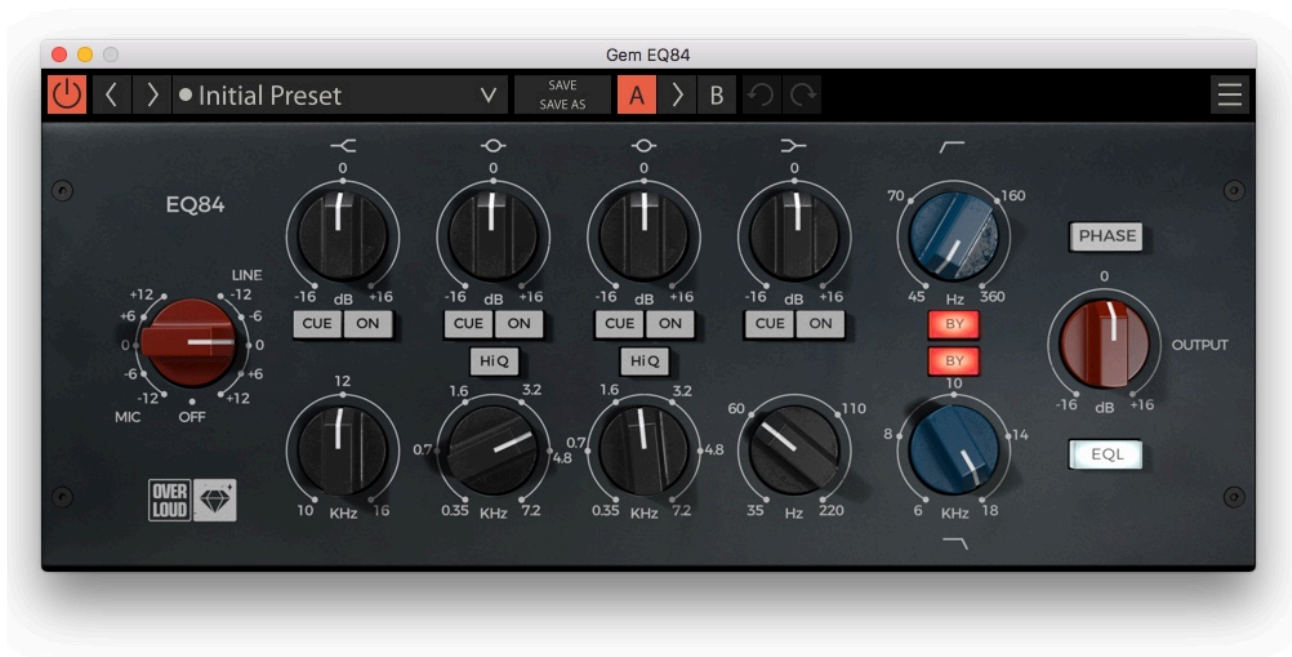 Gem EQ84
Initial Preset
SAVE
SAVE AS
A
B
EQ84
LINE
+12 -12
+6 -6
0 0
-6 +6
-12 +12
MIC OFF
0
-16 dB +16
CUE ON
12
10 KHz 16
0
-16 dB +16
CUE ON
HiQ
1.6 3.2
0.7 4.8
0.35 KHz 7.2
0
-16 dB +16
CUE ON
HiQ
1.6 3.2
0.7 4.8
0.35 KHz 7.2
0
-16 dB +16
CUE ON
60 110
35 Hz 220
70 160
45 Hz 360
BY
BY
10
8 14
6 KHz 18
PHASE
0
OUTPUT
-16 dB +16
EQL
OVER
LOUD